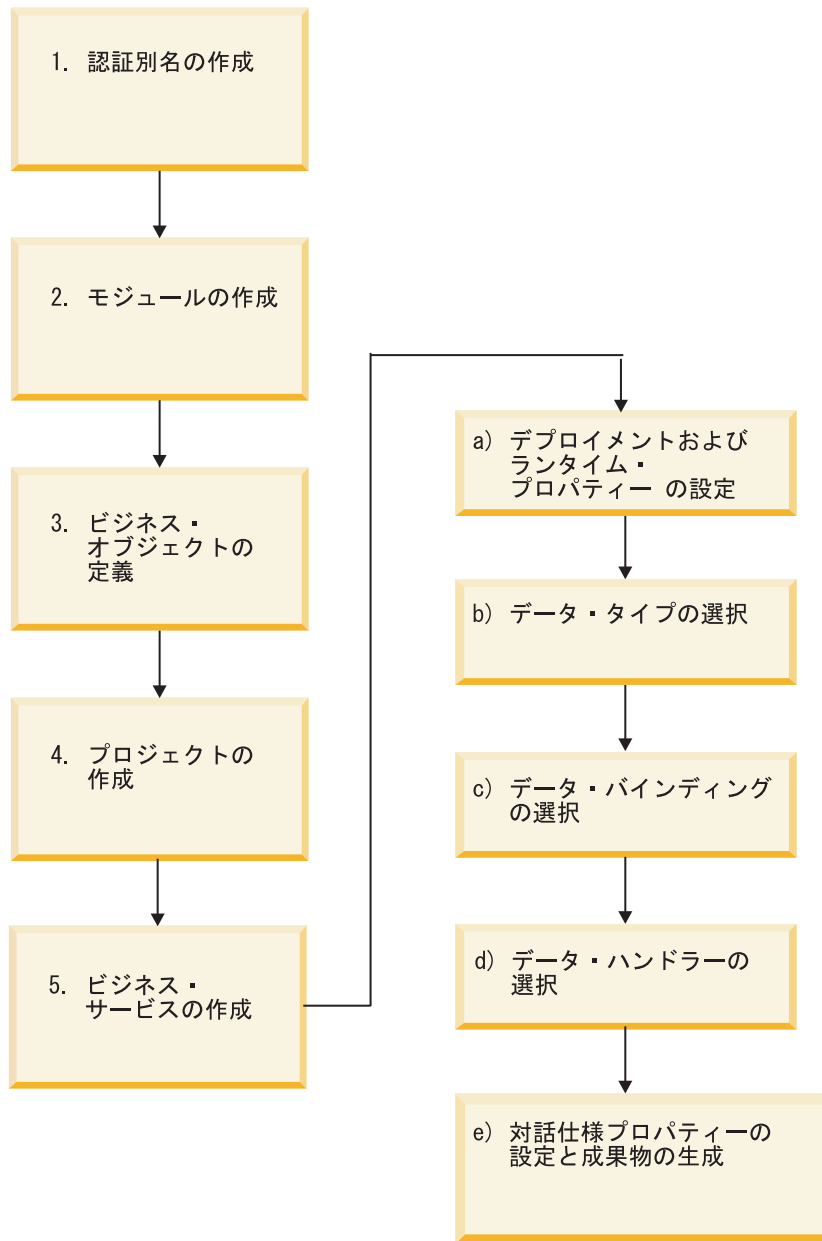 1. 認証別名の作成
2. モジュールの作成
3. ビジネス・
オブジェクトの
定義
4. プロジェクトの
作成
5. ビジネス・
サービスの作成
a) デプロイメントおよび
ランタイム・
プロパティー の設定
b) データ・タイプの選択
c) データ・バインディング
の選択
d) データ・ハンドラーの
選択
e) 対話仕様プロパティーの
設定と成果物の生成